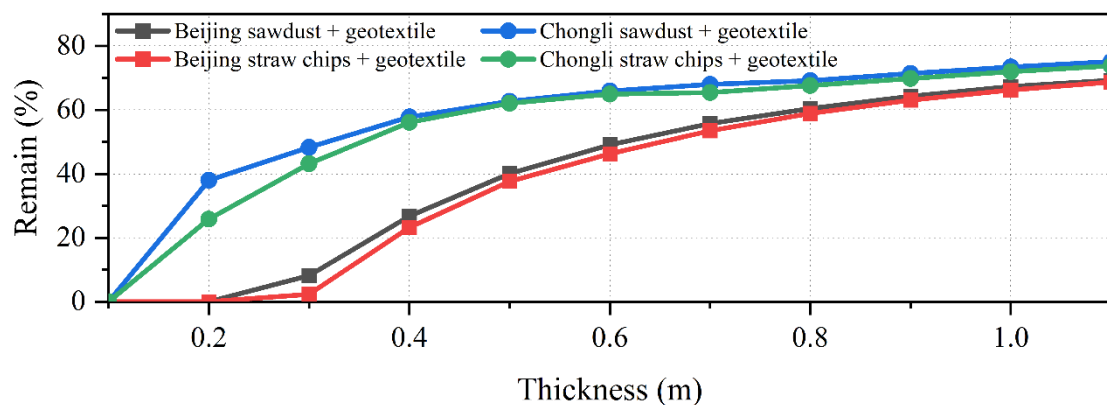 Beijing sawdust + geotextile Chongli sawdust + geotextile
Beijing straw chips + geotextile Chongli straw chips + geotextile
80
60
40
20
0
Remain (%)
0.2 0.4 0.6 0.8 1.0
Thickness (m)